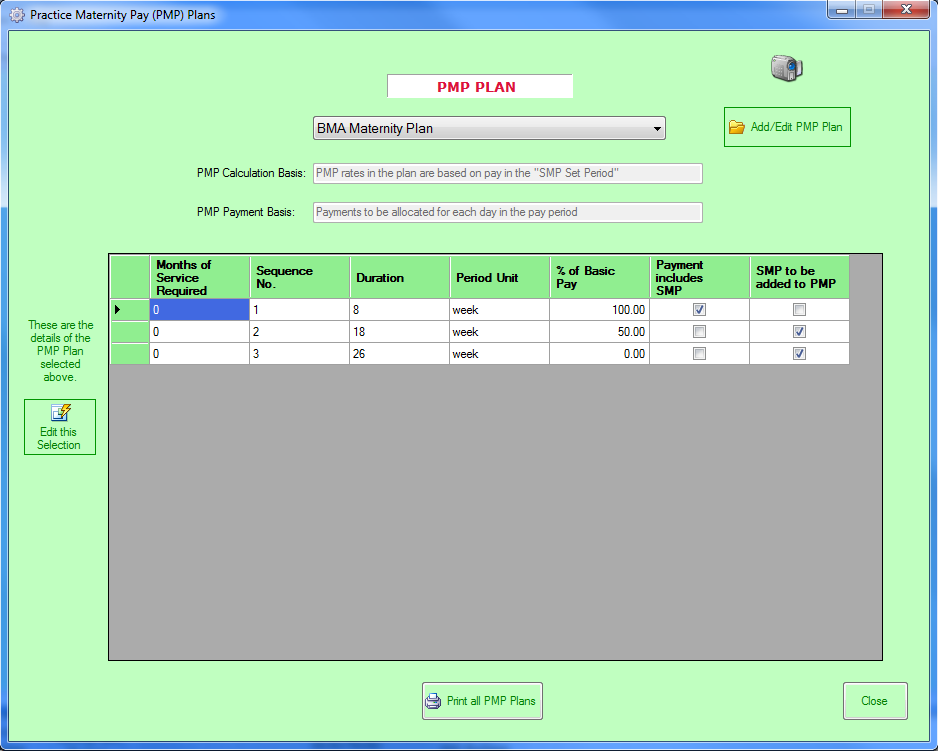 Practice Maternity Pay (PMP) Plans
PMP PLAN
BMA Maternity Plan
Add/Edit PMP Plan
PMP Calculation Basis: PMP rates in the plan are based on pay in the "SMP Set Period"
PMP Payment Basis: Payments to be allocated for each day in the pay period
Months of
Service
Required
Sequence
No.
Duration
Period Unit
% of Basic
Pay
Payment
includes
SMP
SMP to be
added to PMP
0 1 8 week 100.00
0 2 18 week 50.00
0 3 26 week 0.00
These are the
details of the
PMP Plan
selected
above.
Edit this
Selection
Print all PMP Plans
Close